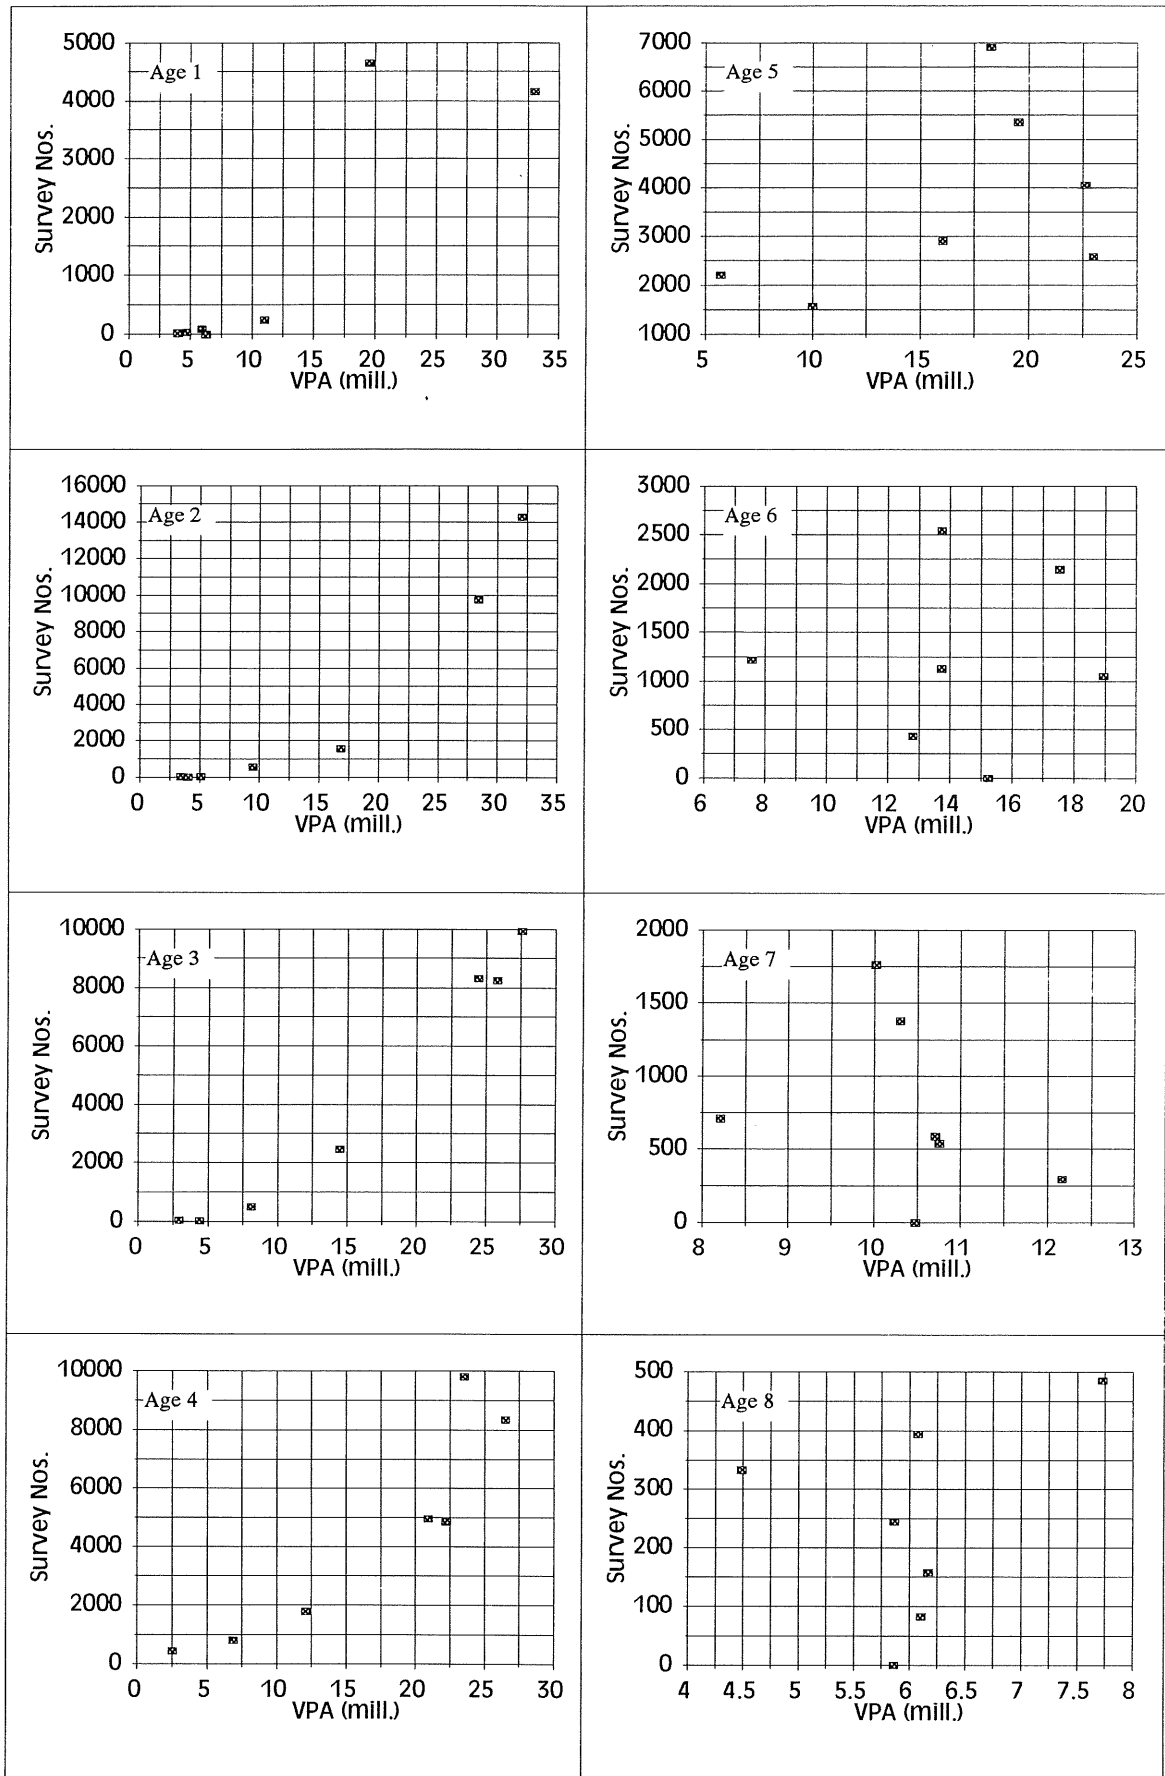 5000
Age 1
4000
3000
2000
1000
0
Survey Nos.
0 5 10 15 20 25 30 35
VPA (mill.)
7000
Age 5
6000
5000
4000
3000
2000
1000
Survey Nos.
5 10 15 20 25
VPA (mill.)
16000
Age 2
14000
12000
10000
8000
6000
4000
2000
0
Survey Nos.
0 5 10 15 20 25 30 35
VPA (mill.)
3000
Age 6
2500
2000
1500
1000
500
0
Survey Nos.
6 8 10 12 14 16 18 20
VPA (mill.)
10000
Age 3
8000
6000
4000
2000
0
Survey Nos.
0 5 10 15 20 25 30
VPA (mill.)
2000
Age 7
1500
1000
500
0
Survey Nos.
8 9 10 11 12 13
VPA (mill.)
10000
Age 4
8000
6000
4000
2000
0
Survey Nos.
0 5 10 15 20 25 30
VPA (mill.)
500
Age 8
400
300
200
100
0
Survey Nos.
4 4.5 5 5.5 6 6.5 7 7.5 8
VPA (mill.)